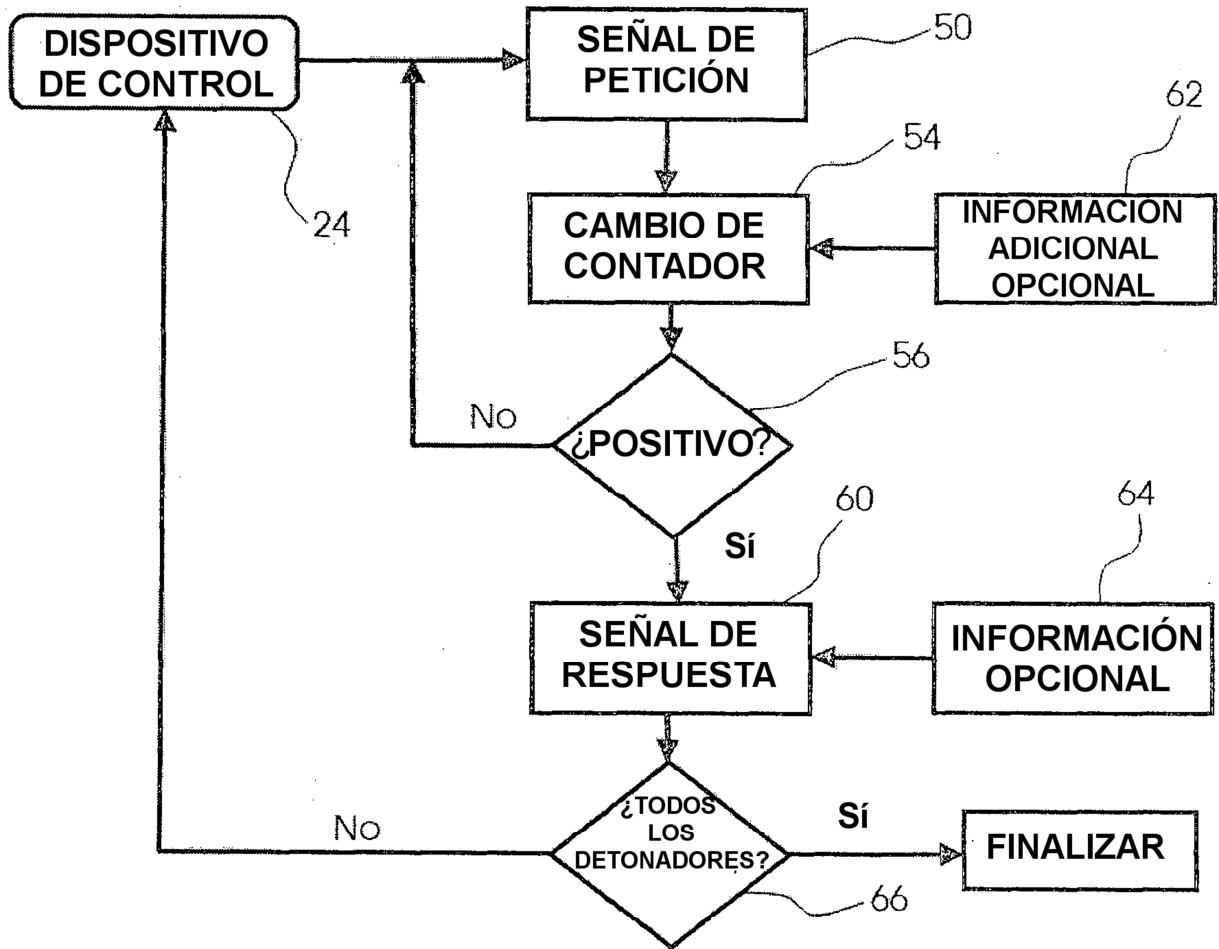 DISPOSITIVO
DE CONTROL
24
SEÑAL DE
PETICIÓN
50
CAMBIO DE
CONTADOR
54
INFORMACION
ADICIONAL
OPCIONAL
62
¿POSITIVO?
56
No
Sí
SEÑAL DE
RESPUESTA
60
INFORMACIÓN
OPCIONAL
64
¿TODOS
LOS
DETONADORES?
66
No
Sí
FINALIZAR